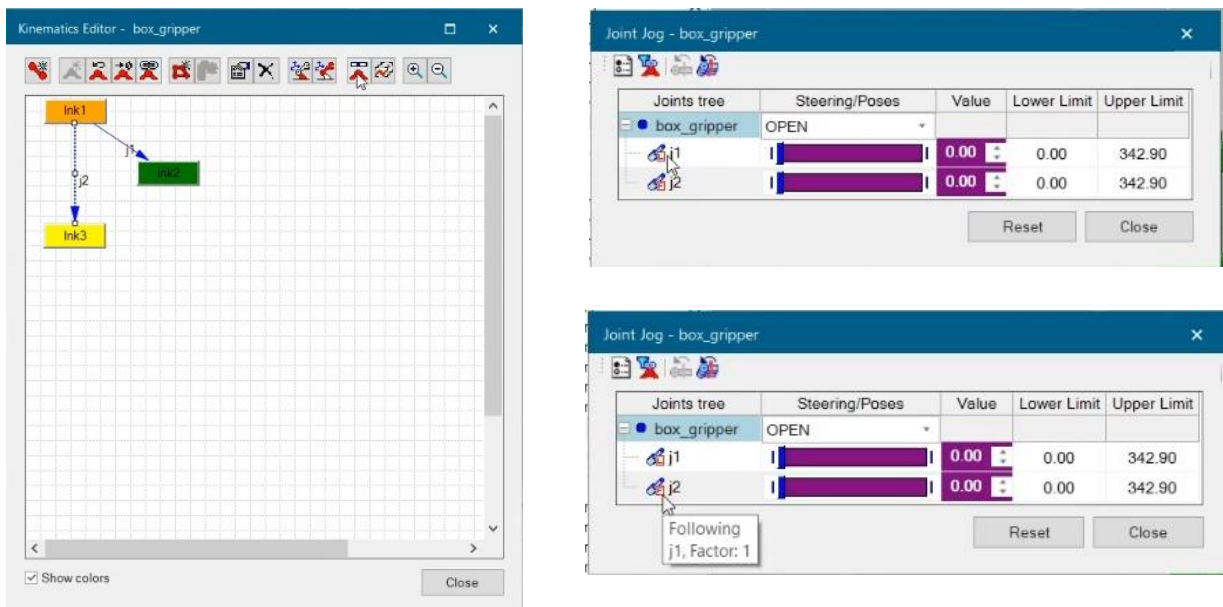 Kinematics Editor - box_gripper
lnk1
j1
lnk2
j2
lnk3
Show colors
Close
Joint Jog - box_gripper
Joints tree Steering/Poses Value Lower Limit Upper Limit
box_gripper OPEN
j1 0.00 0.00 342.90
j2 0.00 0.00 342.90
Reset Close
Joint Jog - box_gripper
Joints tree Steering/Poses Value Lower Limit Upper Limit
box_gripper OPEN
j1 0.00 0.00 342.90
j2 0.00 0.00 342.90
Following
j1, Factor: 1
Reset Close